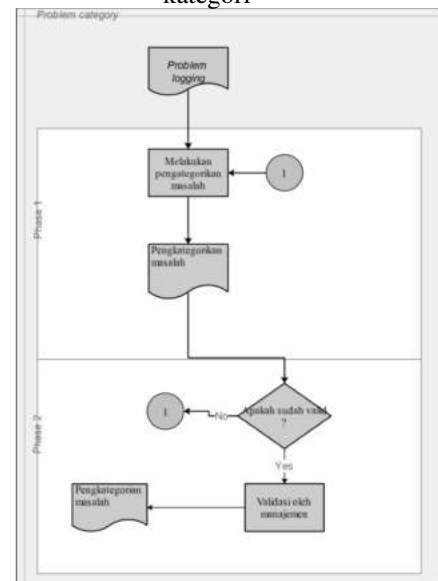 kategori
Problem category
Problem
logging
Phase 1
Melakukan
pengategorikan
masalah
1
Pengkategorikan
masalah
Phase 2
1
No
Apakah sudah valid
?
Yes
Pengkategorian
masalah
Validasi oleh
manajemen